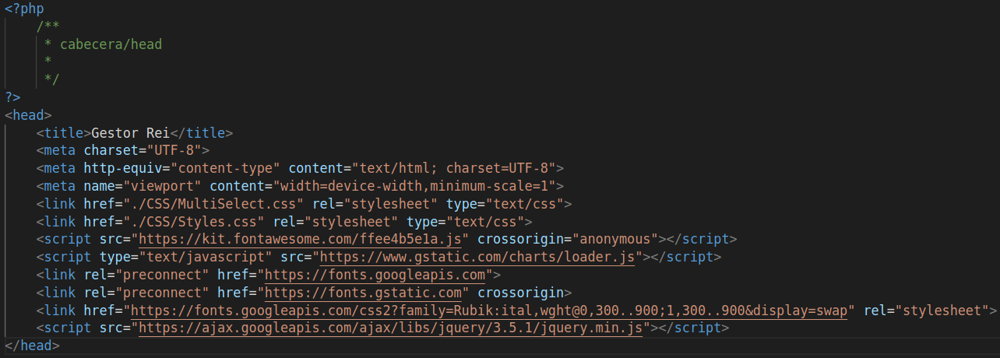 <?php
/**
* cabecera/head
*
*/
?>
<head>
<title>Gestor Rei</title>
<meta charset="UTF-8">
<meta http-equiv="content-type" content="text/html; charset=UTF-8">
<meta name="viewport" content="width=device-width,minimum-scale=1">
<link href="./CSS/MultiSelect.css" rel="stylesheet" type="text/css">
<link href="./CSS/Styles.css" rel="stylesheet" type="text/css">
<script src="https://kit.fontawesome.com/ffee4b5e1a.js" crossorigin="anonymous"></script>
<script type="text/javascript" src="https://www.gstatic.com/charts/loader.js"></script>
<link rel="preconnect" href="https://fonts.googleapis.com">
<link rel="preconnect" href="https://fonts.gstatic.com" crossorigin>
<link href="https://fonts.googleapis.com/css2?family=Rubik:ital,wght@0,300..900;1,300..900&display=swap" rel="stylesheet">
<script src="https://ajax.googleapis.com/ajax/libs/jquery/3.5.1/jquery.min.js"></script>
</head>